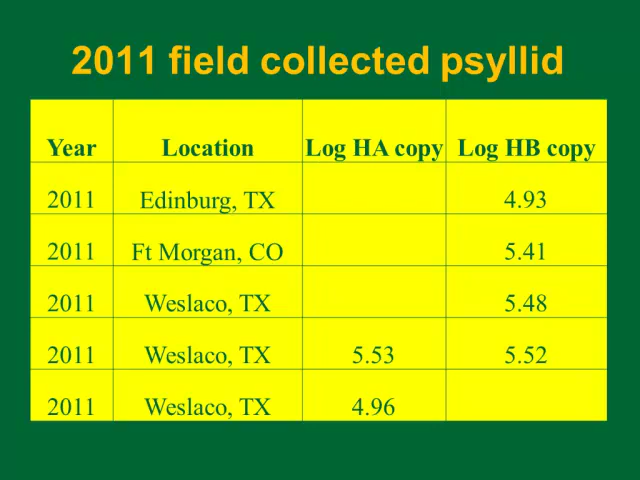 2011 field collected psyllid
Year Location Log HA copy Log HB copy
2011 Edinburg, TX 4.93
2011 Ft Morgan, CO 5.41
2011 Weslaco, TX 5.48
2011 Weslaco, TX 5.53 5.52
2011 Weslaco, TX 4.96